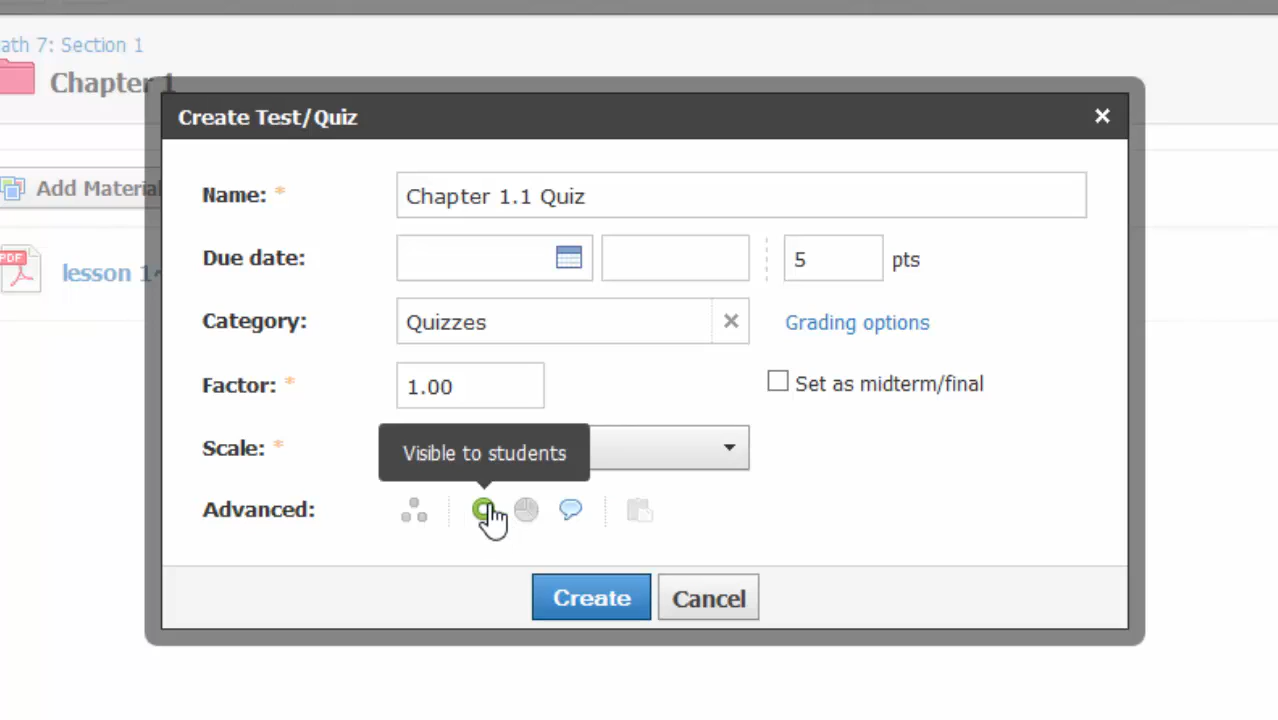 ath 7: Section 1
Chapter 1
Create Test/Quiz
Name: *
Chapter 1.1 Quiz
Add Material
Due date:
5 pts
PDF
lesson 1
Category:
Quizzes
Grading options
Factor: *
1.00
Set as midterm/final
Scale: *
Visible to students
Advanced:
Create
Cancel